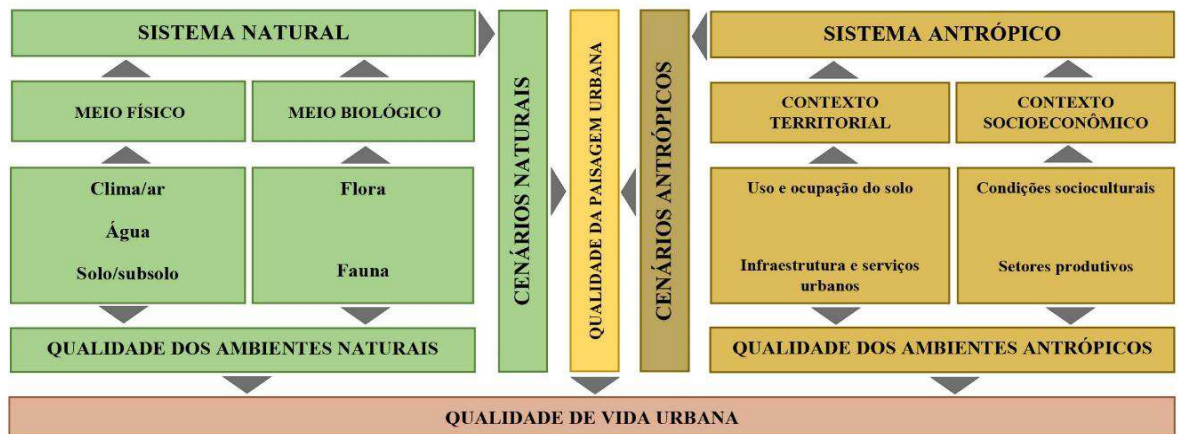 SISTEMA NATURAL
MEIO FÍSICO
MEIO BIOLÓGICO
Clima/ar
Água
Solo/subsolo
Flora
Fauna
QUALIDADE DOS AMBIENTES NATURAIS
CENÁRIOS NATURAIS
QUALIDADE DA PAISAGEM URBANA
CENÁRIOS ANTRÓPICOS
SISTEMA ANTRÓPICO
CONTEXTO
TERRITORIAL
CONTEXTO
SOCIOECONÔMICO
Uso e ocupação do solo
Infraestrutura e serviços
urbanos
Condições socioculturais
Setores produtivos
QUALIDADE DOS AMBIENTES ANTRÓPICOS
QUALIDADE DE VIDA URBANA